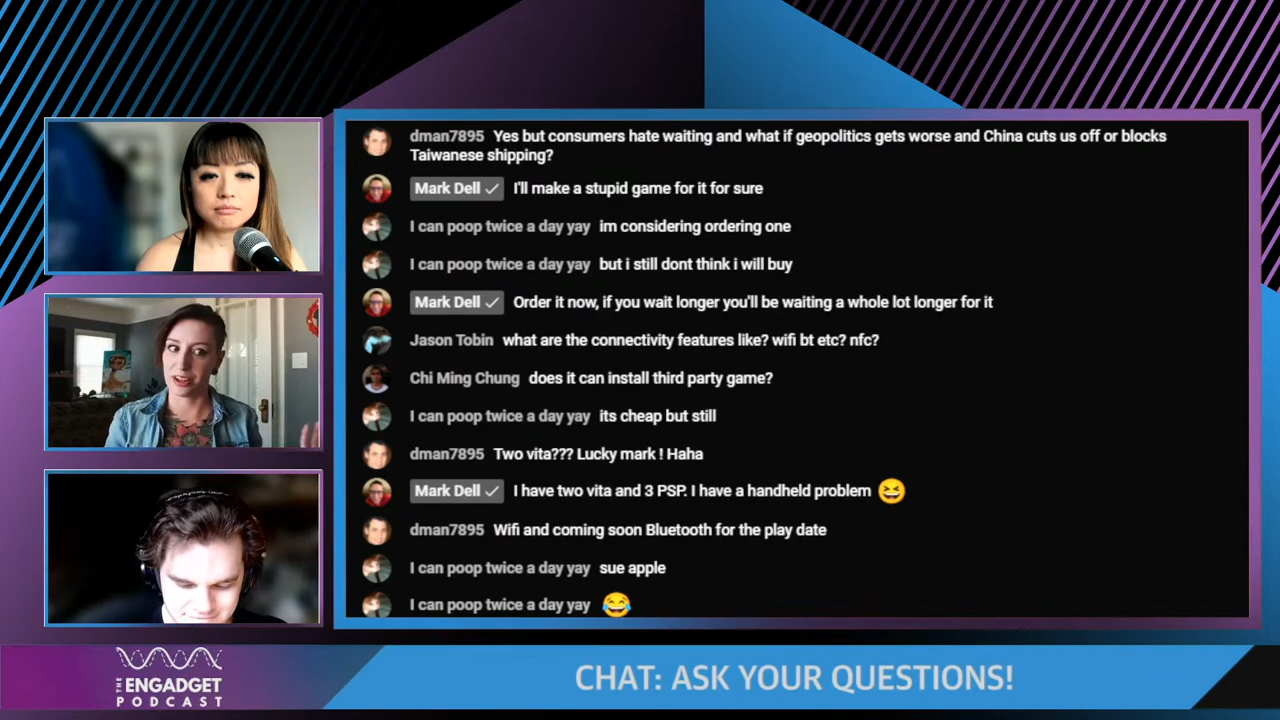 dman7895 Yes but consumers hate waiting and what if geopolitics gets worse and China cuts us off or blocks
Taiwanese shipping?
Mark Dell ✓ I'll make a stupid game for it for sure
I can poop twice a day yay im considering ordering one
I can poop twice a day yay but i still dont think i will buy
Mark Dell ✓ Order it now, if you wait longer you'll be waiting a whole lot longer for it
Jason Tobin what are the connectivity features like? wifi bt etc? nfc?
Chi Ming Chung does it can install third party game?
I can poop twice a day yay its cheap but still
dman7895 Two vita??? Lucky mark ! Haha
Mark Dell ✓ I have two vita and 3 PSP. I have a handheld problem 😆
dman7895 Wifi and coming soon Bluetooth for the play date
I can poop twice a day yay sue apple
I can poop twice a day yay 😂
THE ENGADGET
PODCAST
CHAT: ASK YOUR QUESTIONS!